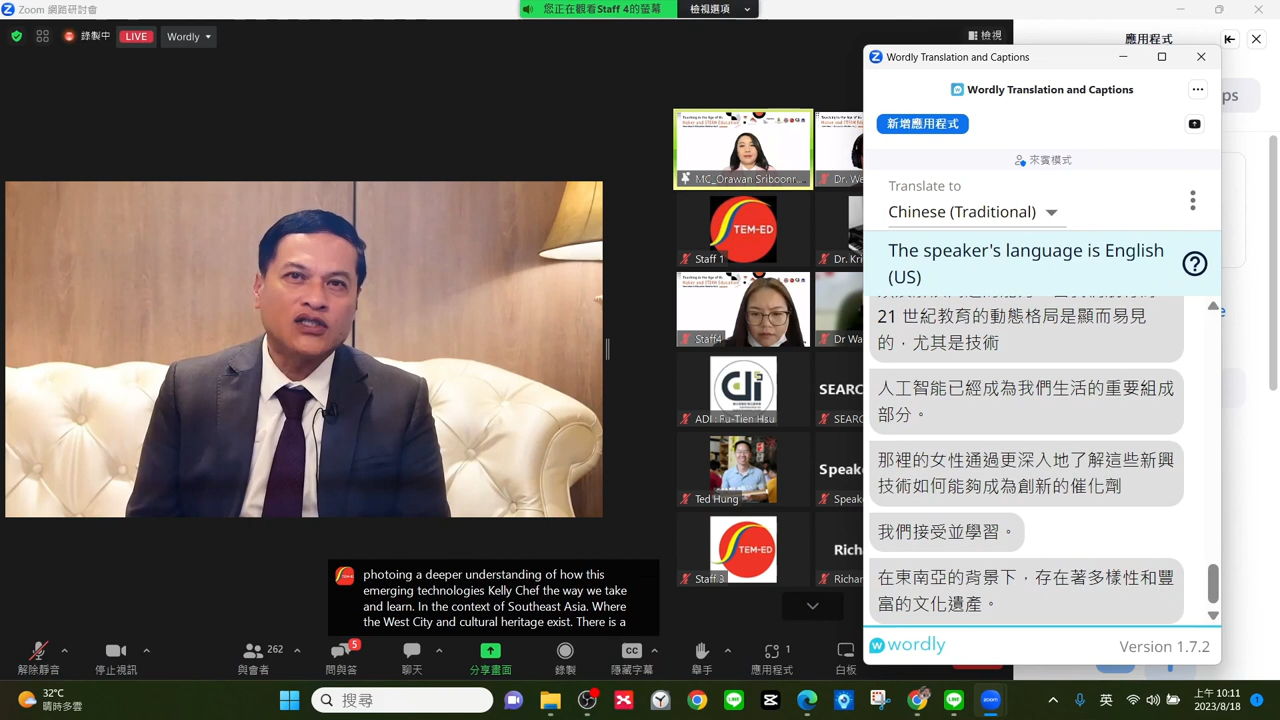 Zoom 網路研討會
您正在觀看Staff 4的螢幕
檢視選項
錄製中
LIVE
Wordly
檢視
應用程式
Wordly Translation and Captions
Wordly Translation and Captions
新增應用程式
來賓模式
Translate to
Chinese (Traditional)
The speaker's language is English
(US)
21 世紀教育的動態格局是顯而易見
的，尤其是技術
人工智能已經成為我們生活的重要組成
部分。
那裡的女性通過更深入地了解這些新興
技術如何能夠成為創新的催化劑
我們接受並學習。
在東南亞的背景下，存在著多樣性和豐
富的文化遺產。
wordly
Version 1.7.2
MC_Orawan Sriboonr...
Dr. We
TEM-ED
Staff 1
Dr. Kri
Staff4
Dr Wa
di
ADI : Fu-Tien Hsu
SEARC
SEARC
Ted Hung
Speake
Speake
TEM-ED
Staff 3
Rich
Richar
photoing a deeper understanding of how this
emerging technologies Kelly Chef the way we take
and learn. In the context of Southeast Asia. Where
the West City and cultural heritage exist. There is a
解除靜音
停止視訊
262
與會者
5
問與答
聊天
分享畫面
錄製
CC
隱藏字幕
舉手
1
應用程式
白板
32°C
晴時多雲
搜尋
zoom
英
上午 10:11
2023/8/18
1